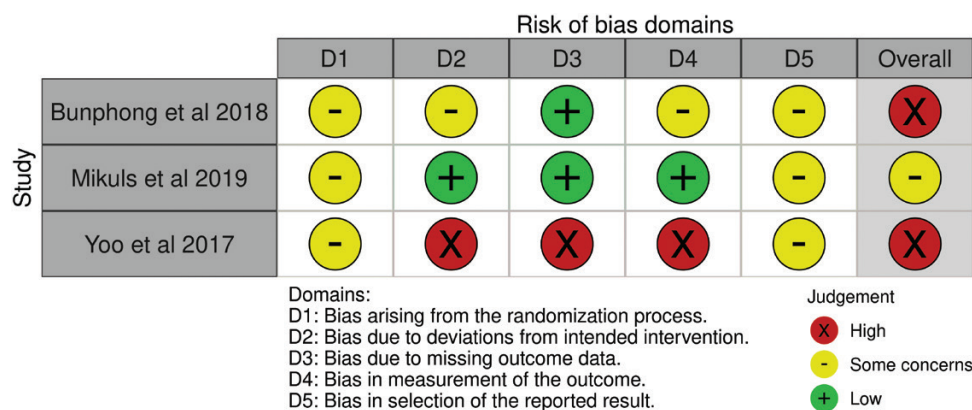 Risk of bias domains
D1 D2 D3 D4 D5 Overall
Study
Bunphong et al 2018 - - + - - X
Mikuls et al 2019 - + + + - -
Yoo et al 2017 - X X X - X
Domains:
D1: Bias arising from the randomization process.
D2: Bias due to deviations from intended intervention.
D3: Bias due to missing outcome data.
D4: Bias in measurement of the outcome.
D5: Bias in selection of the reported result.
Judgement
X High
- Some concerns
+ Low